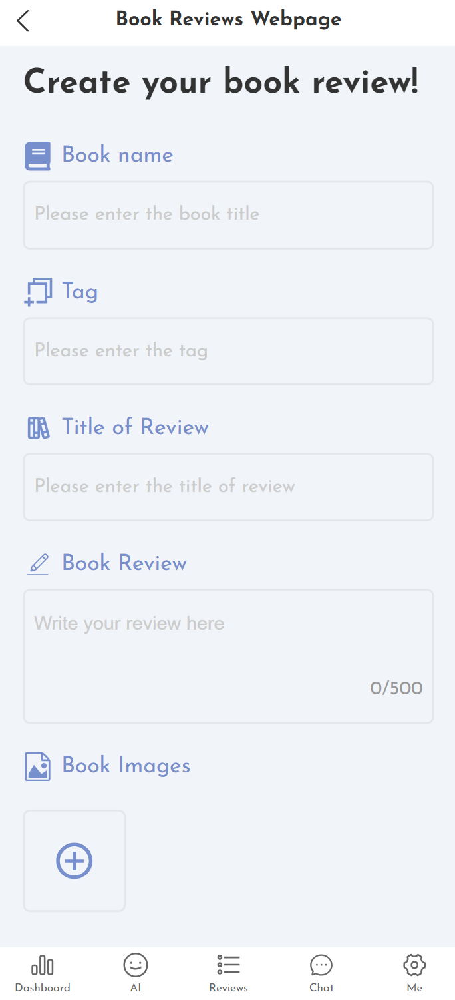 Book Reviews Webpage
Create your book review!
Book name
Please enter the book title
Tag
Please enter the tag
Title of Review
Please enter the title of review
Book Review
Write your review here
0/500
Book Images
Dashboard AI Reviews Chat Me